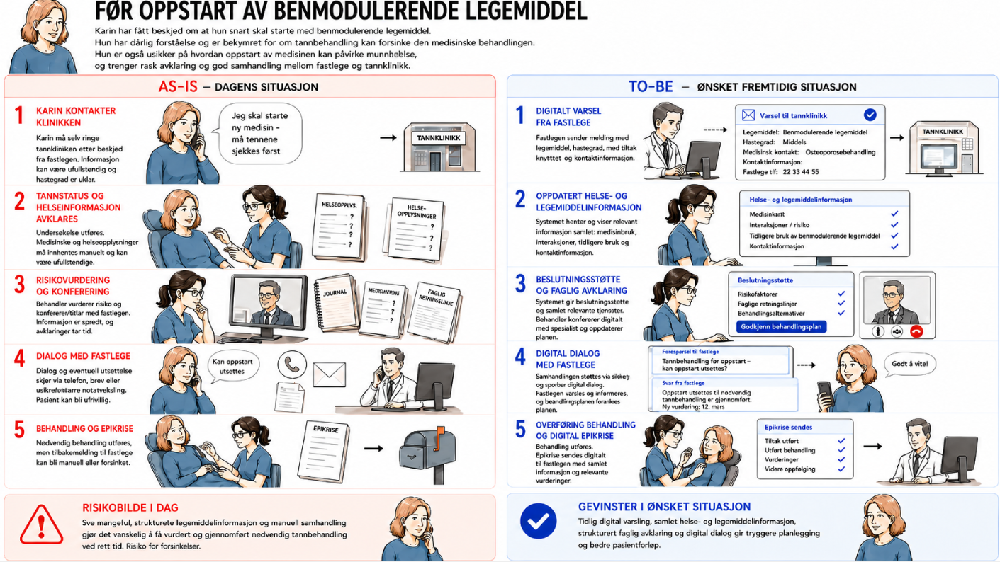 FØR OPPSTART AV BENMODULERENDE LEGEMIDDEL
Karin har fått beskjed om at hun snart skal starte med benmodulerende legemiddel.
Hun har dårlig forståelse og er bekymret for om tannbehandling kan forsinke den medisinske behandlingen.
Hun er også usikker på hvordan oppstart av medisinen kan påvirke
og trenger rask avklaring og god samhandling mellom fastlege og tannklinikk.
AS-IS – DAGENS SITUASJON
1
KARIN KONTAKTER
KLINIKKEN
Karin må selv ringe
tannkliniken etter beskjed
fra fastlegen. Informasjon
kan være ufullstendig og
hastegrad er uklar.
Jeg skal starte
ny medisin –
må tennene
sjekkes først
TANNKLINIKK
2
TANNSTATUS OG
HELSEINFORMASJON
AVKLARES
Undersøkelse utføres.
Medisinske og helseopplysninger
må innhentes manuelt og kan
være ufullstendige.
HELSEOPPLYS.
?
?
?
?
HELSE-
OPPLYSNINGER
?
?
?
3
RISIKOVURDERING
OG KONFERERING
Behandler vurderer risiko og
konfererer/tittar med fastlegen.
Informasjon er spredt, og
avklaringer tar tid.
JOURNAL
?
?
?
FAGLIG
RETNINGSLINJE
4
DIALOG MED FASTLEGE
Dialog og eventuell utsettelse
skjer via telefon, brev eller
notatveksling.
Pasient kan bli ufrivillig.
Kan oppstart
utsettes
5
BEHANDLING OG EPIKRISE
Nødvendig behandling utføres,
men tilbakemelding til fastlege
kan bli manuell eller forsinket.
EPIKRISE
RISIKOBILDE I DAG
Sve mangeful, strukturete legemiddelinformasjon og manuell samhandling
gjør det vanskelig å få vurdert og gjennomført nødvendig tannbehandling
ved rett tid. Risiko for forsinkelser.
TO-BE – ØNSKET FREMTIDIG SITUASJON
1
DIGITALT VARSEL
FRA FASTLEGE
Fastlegen sender melding med
legemiddel, hastegrad, med tiltak
knytttet og kontaktinformasjon.
Varsel til tannklinikk
Legemiddel: Benmodulerende legemiddel
Hastegrad: Middels
Medisinsk kontakt: Osteoporosebehandling
Kontaktinformasjon:
Fastlege tlf: 22 33 44 55
TANNKLINIKK
2
OPPDATERT HELSE- OG
LEGEMIDDELINFORMASJON
Systemet henter og viser relevant
informasjon samlet: medisinbruk,
interaksjoner, tidligere bruk og
kontaktinformasjon.
Helse- og legemiddelinformasjon
Interaksjoner / risiko
Tidligere bruk av benmodulerende legemiddel
Kontaktinformasjon
3
BESLUTNINGSSTØTTE
OG FAGLIG AVKLARING
Systemet gir beslutningsstøtte
og samlet relevante tjensster.
Behandler konfererer digitalt
med spesialist og oppdaterer
planen.
Beslutningsstøtte
Risikofaktorer
Faglige retningslinjer
Behandlingsalternativer
Godkjenn behandlingsplan
4
DIGITAL DIALOG
MED FASTLEGE
Samhandlingen støttes via
og sporbar digital dialog.
Fastlegen varsles og informeres,
og forankres
planen.
Forespørsel til fastlege
Tannbehandling før oppstart –
kan oppstart utsettes?
Svar fra fastlege
Oppstart utsettes til nødvendig
tannbehandling er gjennomført.
Ny vurdering: 12. mars
Godt å vite!
5
OVERFØRING BEHANDLING
OG DIGITAL EPIKRISE
Behandling utføres.
Epikrise sendes digitalt
til fastlegen med samlet
informasjon og relevante
vurderinger.
Epikrise sendes
Tiltak utført
Utført behandling
Vurderinger
Videre oppfølging
GEVINSTER I ØNSKET SITUASJON
Tidlig digital varsling, samlet helse- og legemiddelinformasjon,
strukturert faglig avklaring og digital dialog gir tryggere planlegging
og bedre pasientforløp.